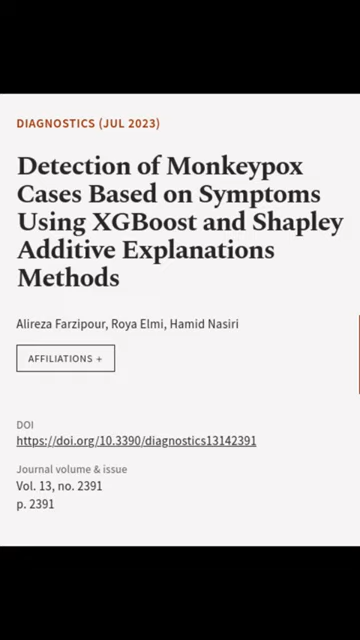 DIAGNOSTICS (JUL 2023)
Detection of Monkeypox
Cases Based on Symptoms
Using XGBoost and Shapley
Additive Explanations
Methods
Alireza Farzipour, Roya Elmi, Hamid Nasiri
AFFILIATIONS +
DOI
https://doi.org/10.3390/diagnostics13142391
Journal volume & issue
Vol. 13, no. 2391
p. 2391